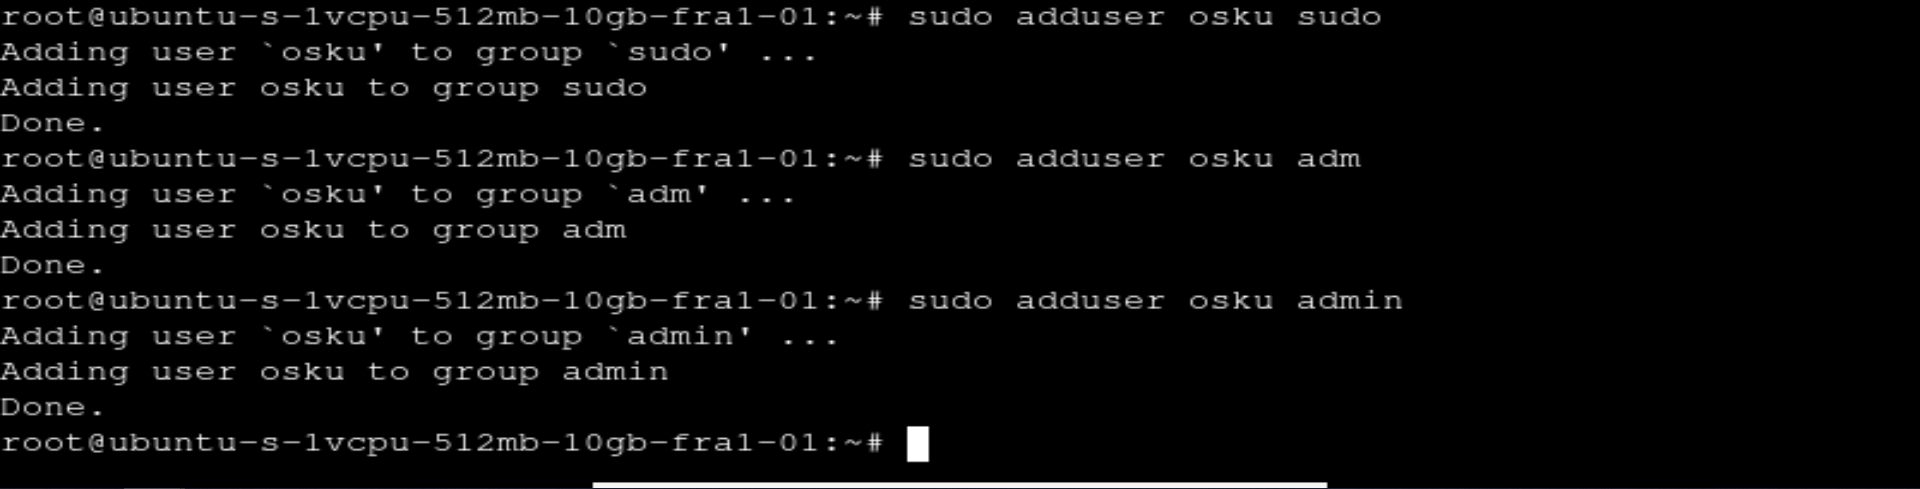 root@ubuntu-s-1vcpu-512mb-10gb-fra1-01:~# sudo adduser osku sudo
Adding user `osku' to group `sudo' ...
Adding user osku to group sudo
Done.
root@ubuntu-s-1vcpu-512mb-10gb-fra1-01:~# sudo adduser osku adm
Adding user `osku' to group `adm' ...
Adding user osku to group adm
Done.
root@ubuntu-s-1vcpu-512mb-10gb-fra1-01:~# sudo adduser osku admin
Adding user `osku' to group `admin' ...
Adding user osku to group admin
Done.
root@ubuntu-s-1vcpu-512mb-10gb-fra1-01:~#